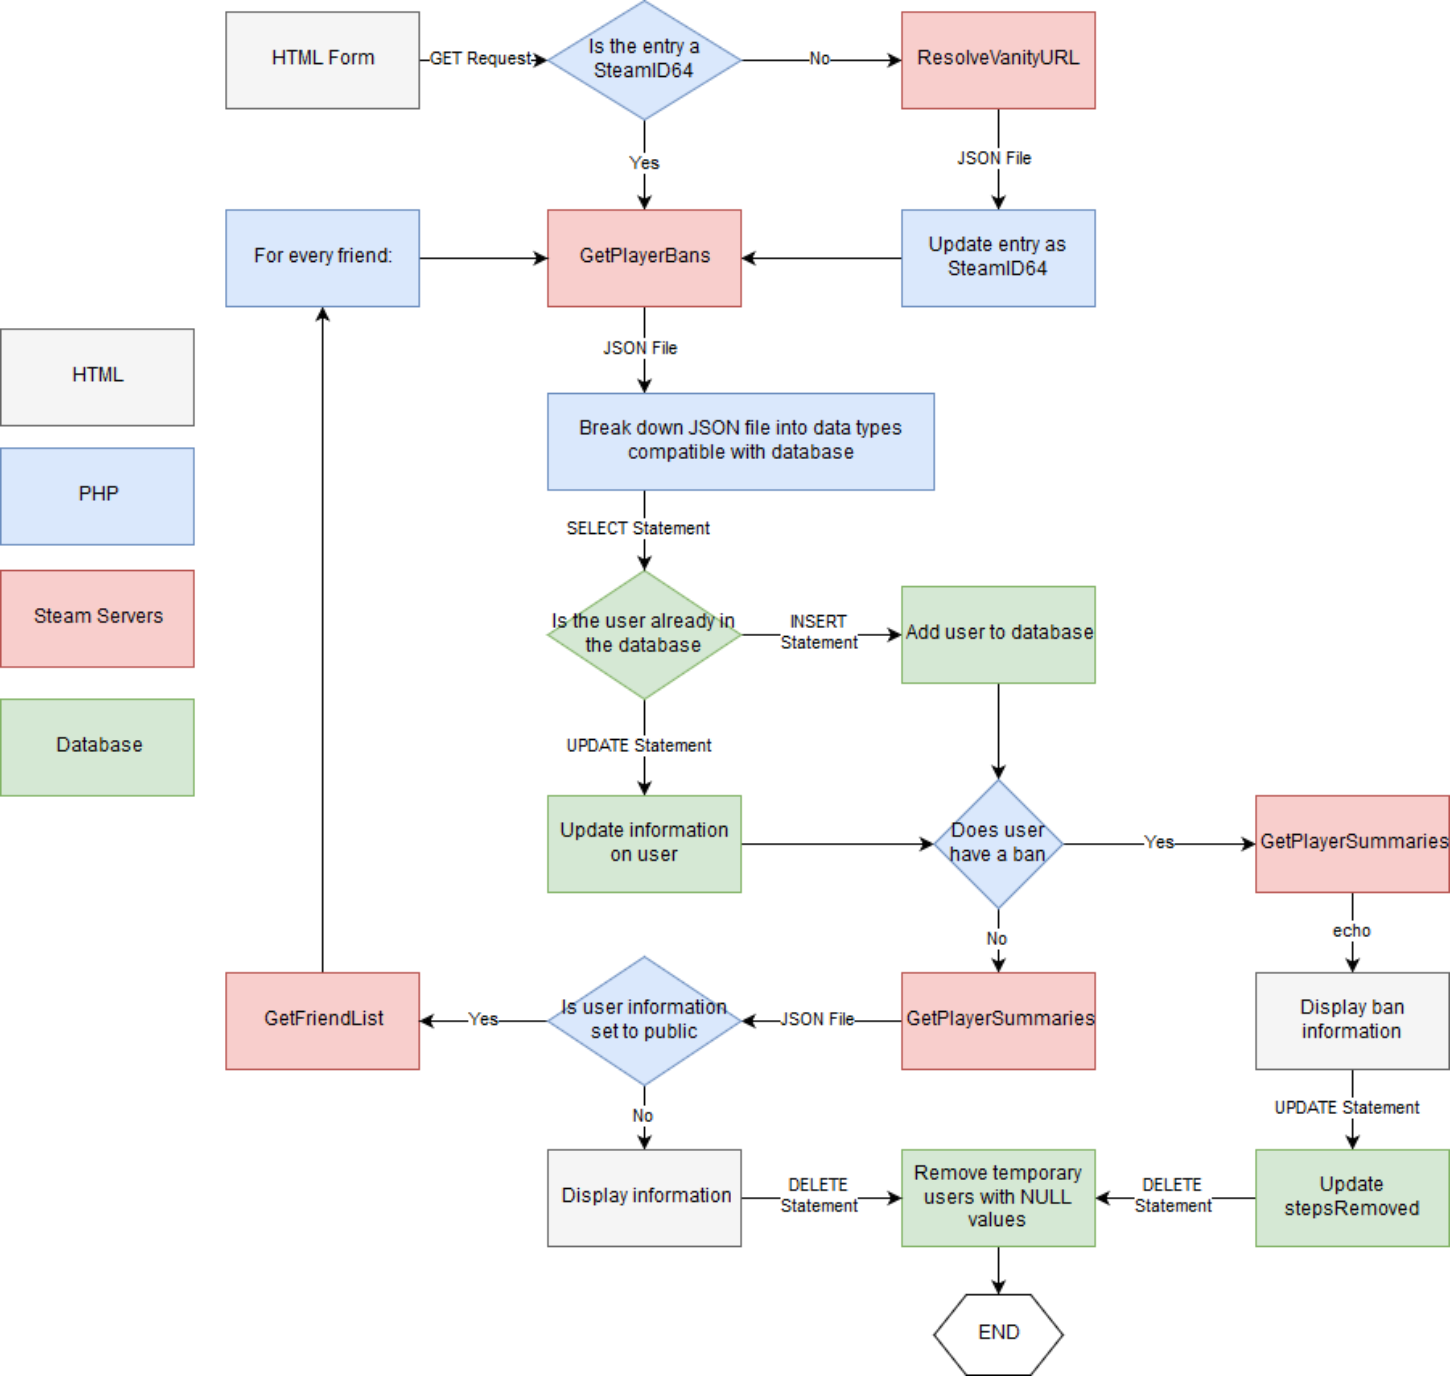 HTML Form
GET Request
Is the entry a
SteamID64
No
ResolveVanityURL
Yes
JSON File
For every friend:
GetPlayerBans
Update entry as
SteamID64
JSON File
HTML
Break down JSON file into data types
compatible with database
PHP
SELECT Statement
Steam Servers
Is the user already in
the database
INSERT
Statement
Add user to database
Database
UPDATE Statement
Update information
on user
Does user
have a ban
Yes
GetPlayerSummaries
No
echo
GetFriendList
Yes
Is user information
set to public
JSON File
GetPlayerSummaries
Display ban
information
No
UPDATE Statement
Display information
DELETE
Statement
Remove temporary
users with NULL
values
DELETE
Statement
Update
stepsRemoved
END